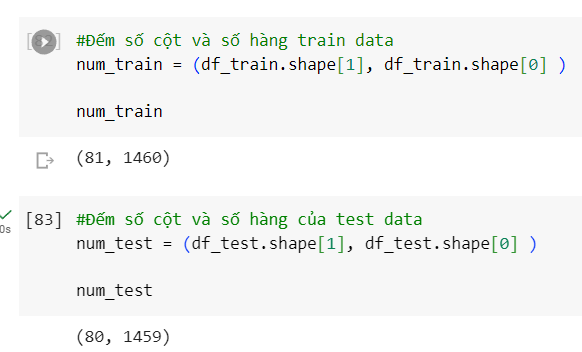 #Đếm số cột và số hàng train data
num_train = (df_train.shape[1], df_train.shape[0] )
num_train
(81, 1460)
[83] #Đếm số cột và số hàng của test data
0s
num_test = (df_test.shape[1], df_test.shape[0] )
num_test
(80, 1459)